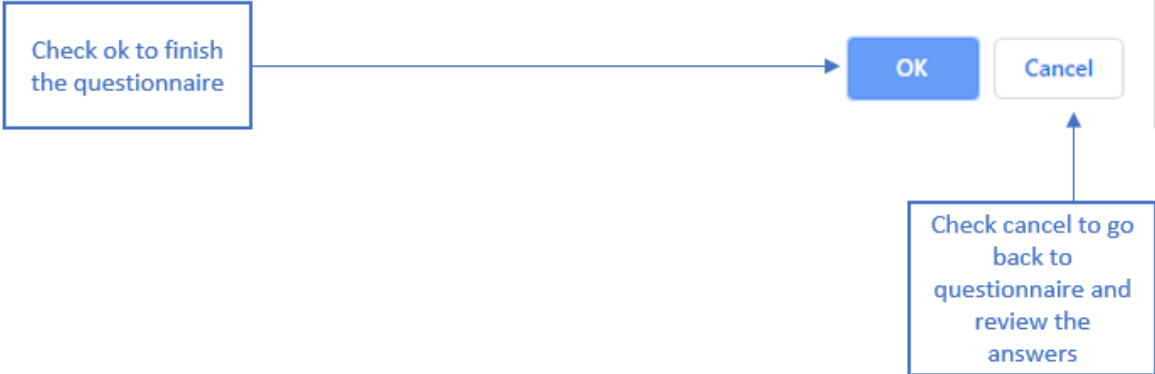 Check ok to finish
the questionnaire
OK
Cancel
Check cancel to go
back to
questionnaire and
review the
answers